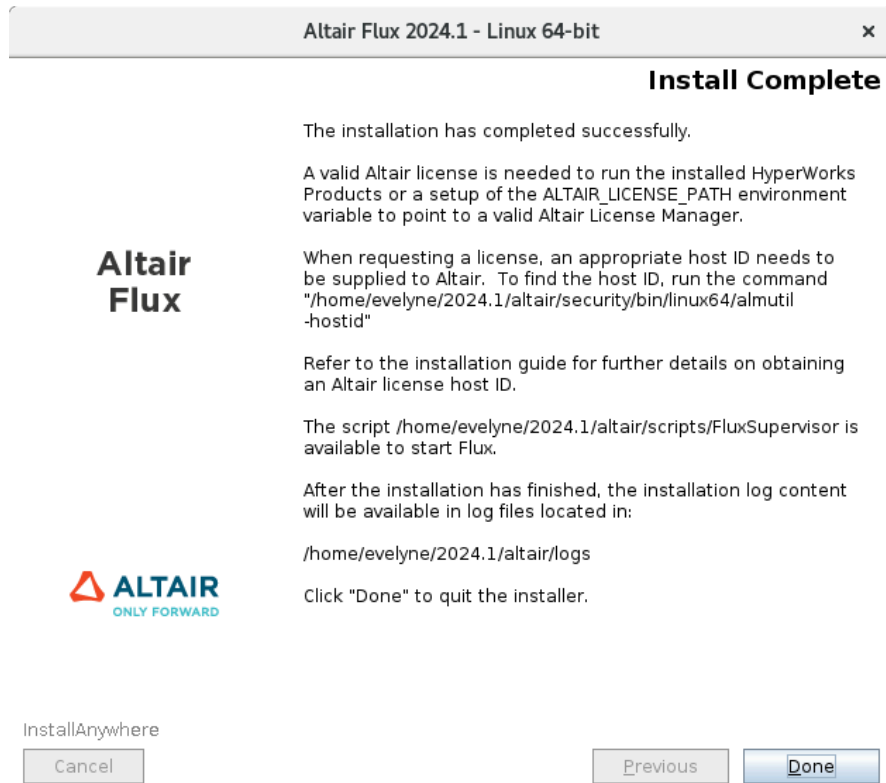 Altair Flux 2024.1 - Linux 64-bit
×
Install Complete
The installation has completed successfully.
A valid Altair license is needed to run the installed HyperWorks
Products or a setup of the ALTAIR_LICENSE_PATH environment
variable to point to a valid Altair License Manager.
When requesting a license, an appropriate host ID needs to
be supplied to Altair.  To find the host ID, run the command
"/home/evelyne/2024.1/altair/security/bin/linux64/almutil
-hostid"
Refer to the installation guide for further details on obtaining
an Altair license host ID.
The script /home/evelyne/2024.1/altair/scripts/FluxSupervisor is
available to start Flux.
After the installation has finished, the installation log content
will be available in log files located in:
/home/evelyne/2024.1/altair/logs
Click "Done" to quit the installer.
Altair
Flux
ALTAIR
ONLY FORWARD
InstallAnywhere
Cancel
Previous
Done